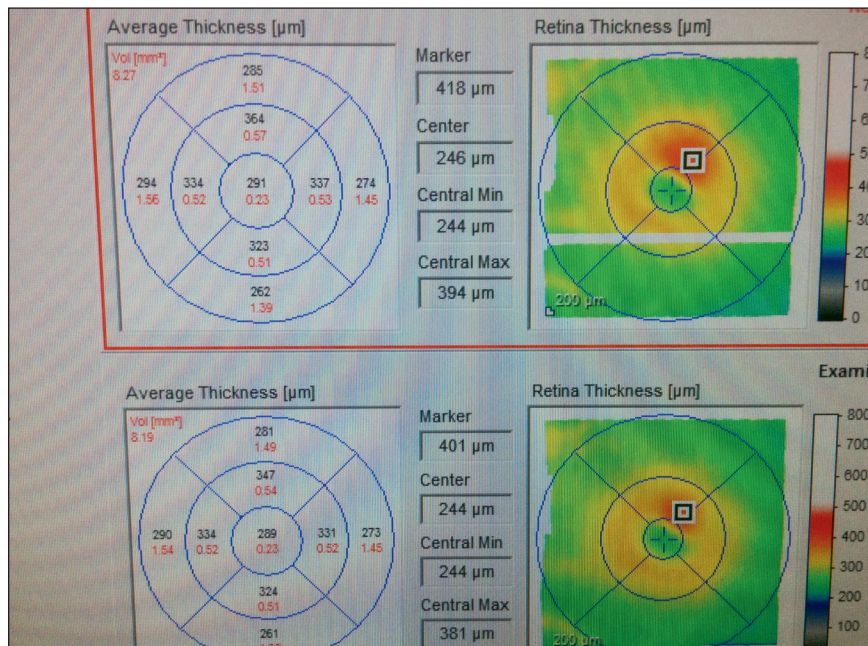 Average Thickness [µm]
Vol [mm³]
8.27
285
1.51
364
0.57
294 334 291 337 274
1.56 0.52 0.23 0.53 1.45
323
0.51
262
1.39
Marker
418 µm
Center
246 µm
Central Min
244 µm
Central Max
394 µm
Retina Thickness [µm]
200 µm
0
Average Thickness [µm]
Vol [mm³]
8.19
281
1.49
347
0.54
290 334 289 331 273
1.54 0.52 0.23 0.52 1.45
324
0.51
261
Marker
401 µm
Center
244 µm
Central Min
244 µm
Central Max
381 µm
Retina Thickness [µm]
200 µm
Exami
800
700
600
500
400
300
200
100